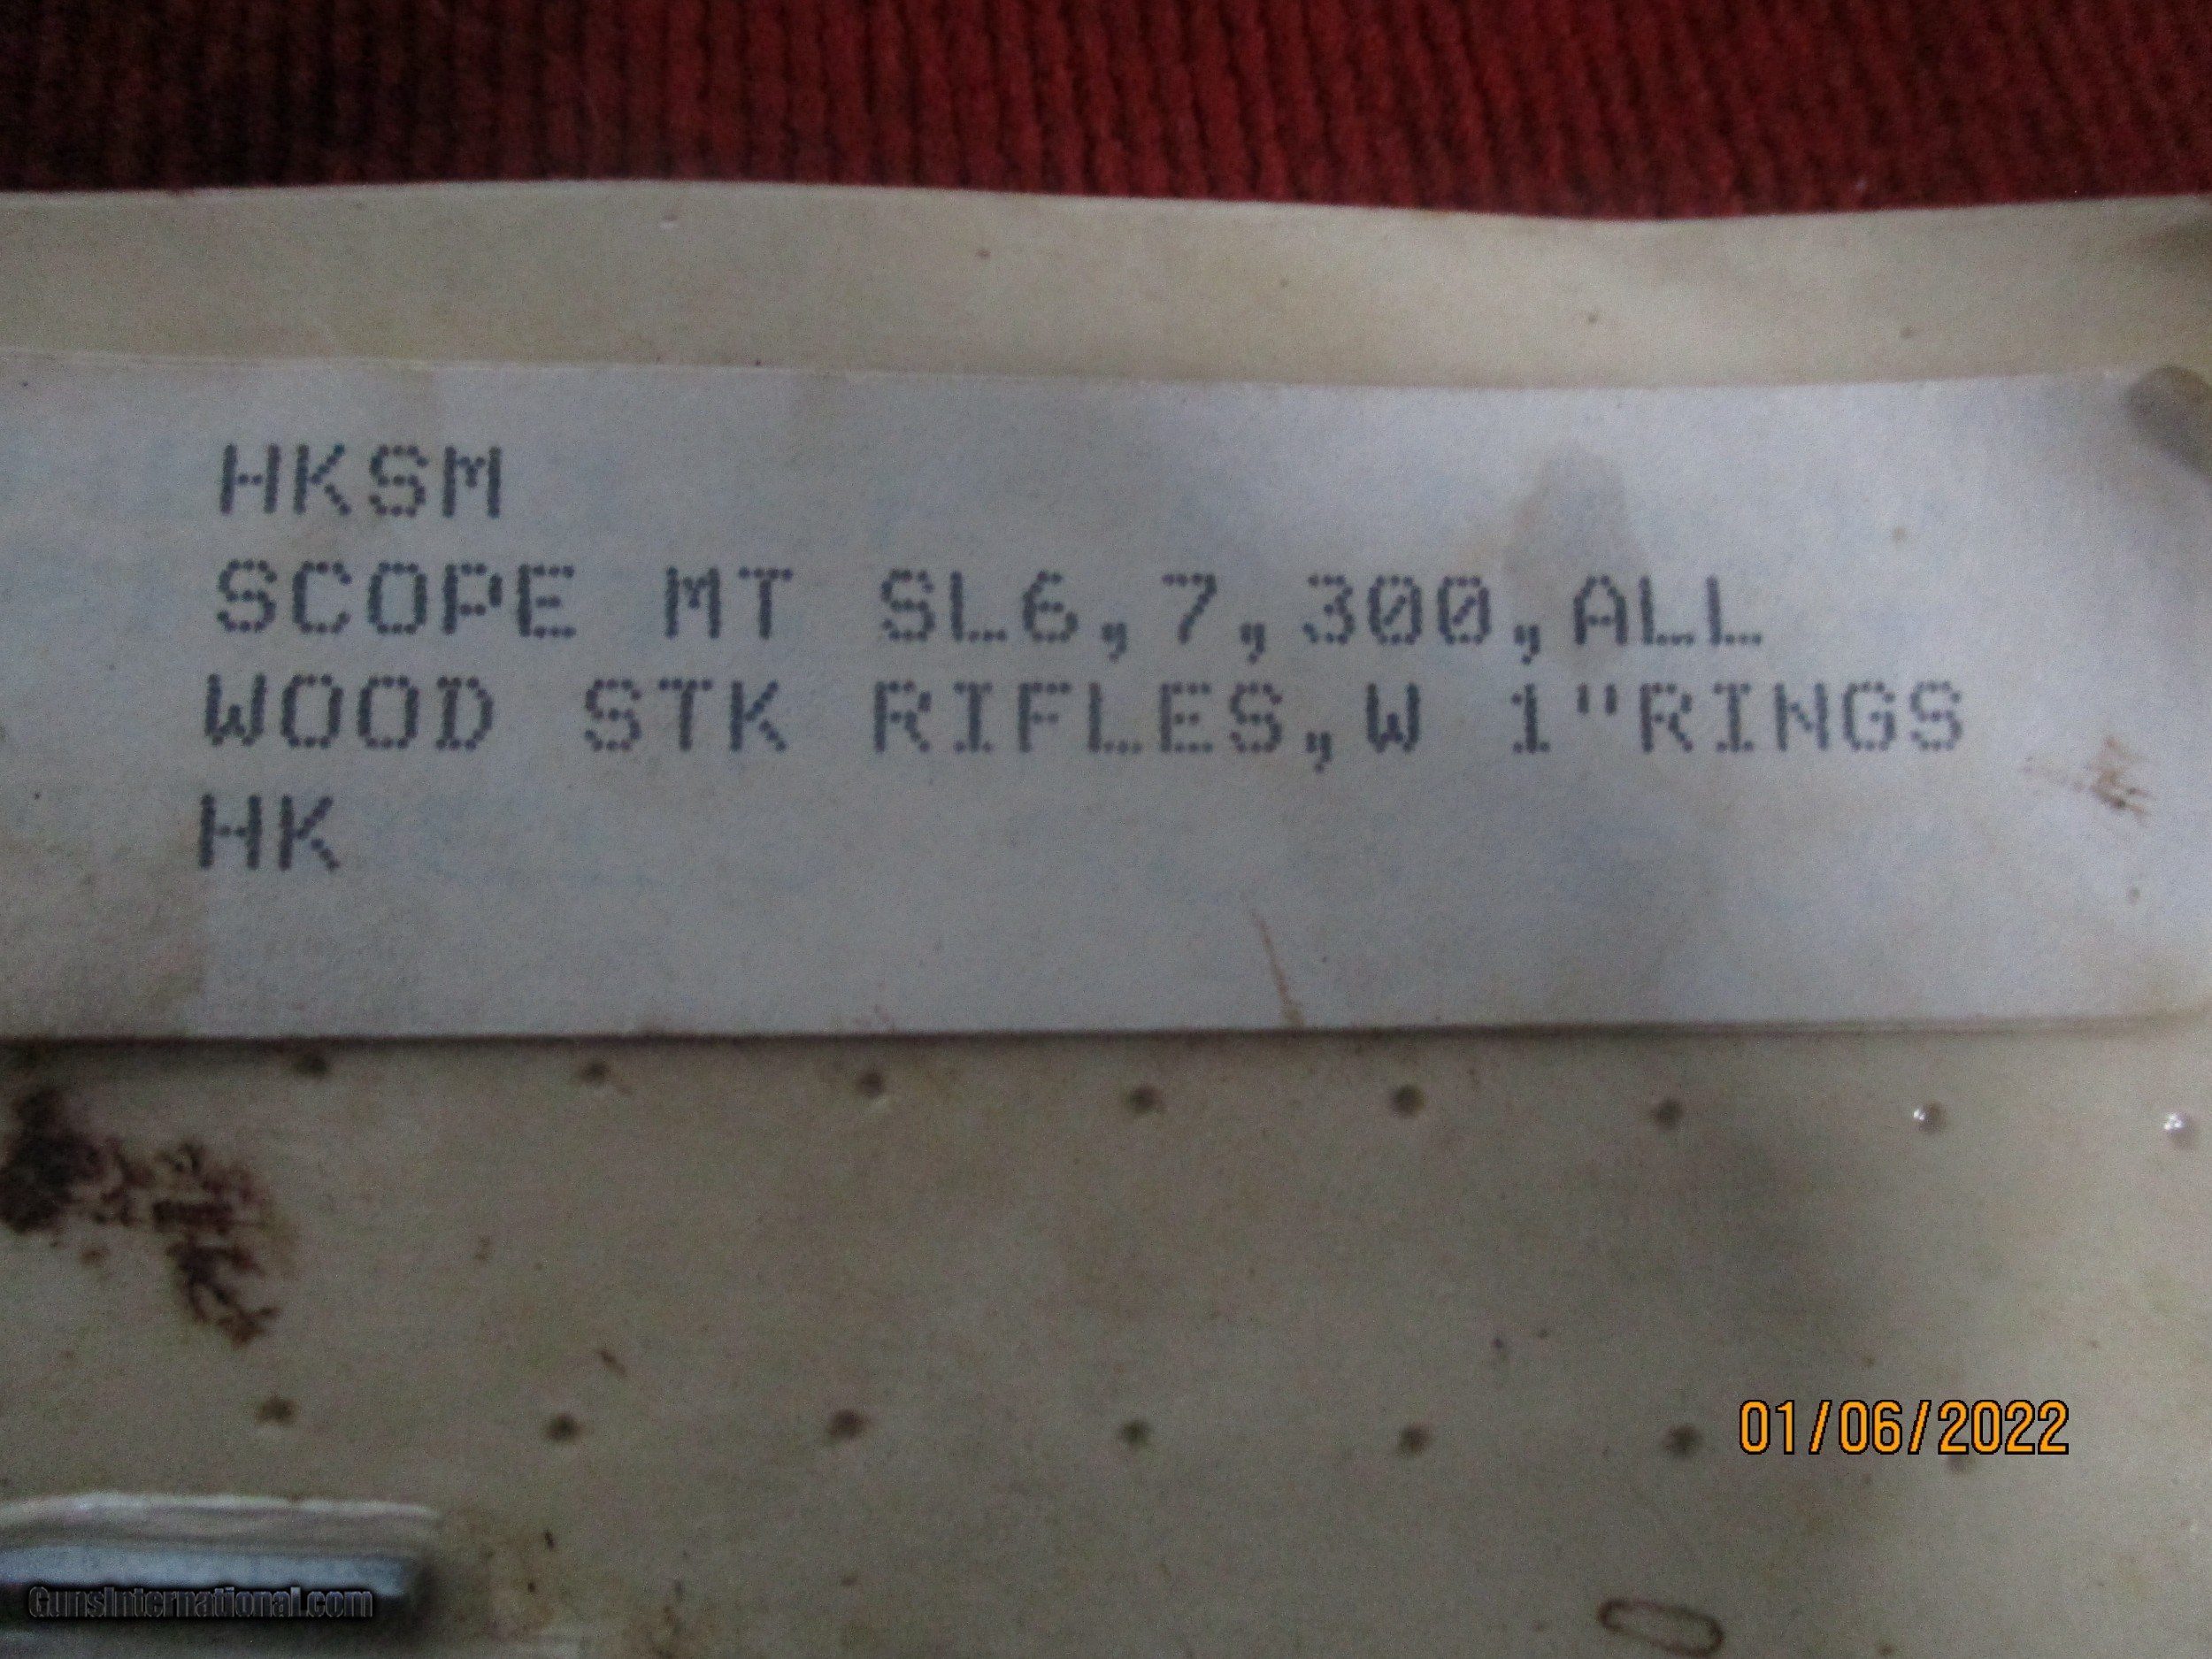 HKSM
SCOPE MT SL6,7,300,ALL
WOOD STK RIFLES,W 1"RINGS
HK
01/06/2022
GunsInternational.com